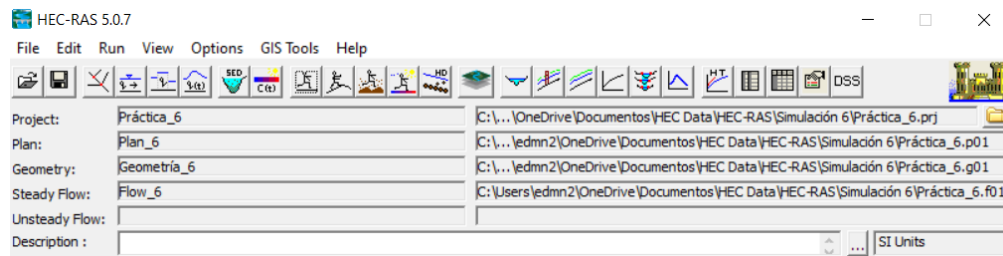 HEC-RAS 5.0.7
File Edit Run View Options GIS Tools Help
SED C(t) HD HT DSS
Project: Práctica_6 C:\...\OneDrive\Documentos\HEC Data\HEC-RAS\Simulación 6\Práctica_6.prj
Plan: Plan_6 C:\...\edmn2\OneDrive\Documentos\HEC Data\HEC-RAS\Simulación 6\Práctica_6.p01
Geometry: Geometría_6 C:\...\edmn2\OneDrive\Documentos\HEC Data\HEC-RAS\Simulación 6\Práctica_6.g01
Steady Flow: Flow_6 C:\Users\edmn2\OneDrive\Documentos\HEC Data\HEC-RAS\Simulación 6\Práctica_6.f01
Unsteady Flow:
Description : ... SI Units